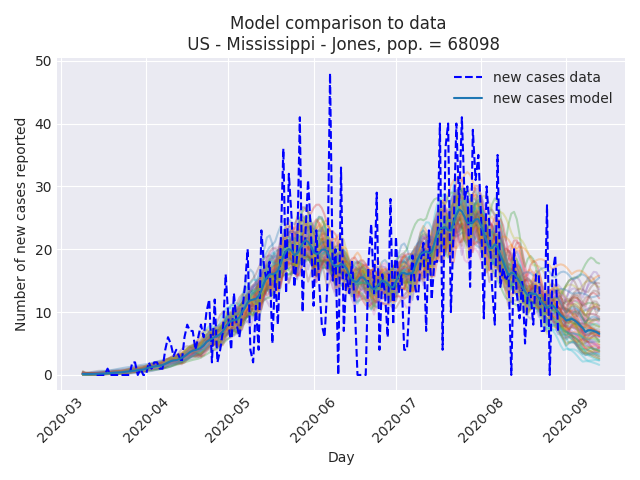 Model comparison to data
US - Mississippi - Jones, pop. = 68098
new cases data
new cases model
Number of new cases reported
50
40
30
20
10
0
2020-03
2020-04
2020-05
2020-06
2020-07
2020-08
2020-09
Day